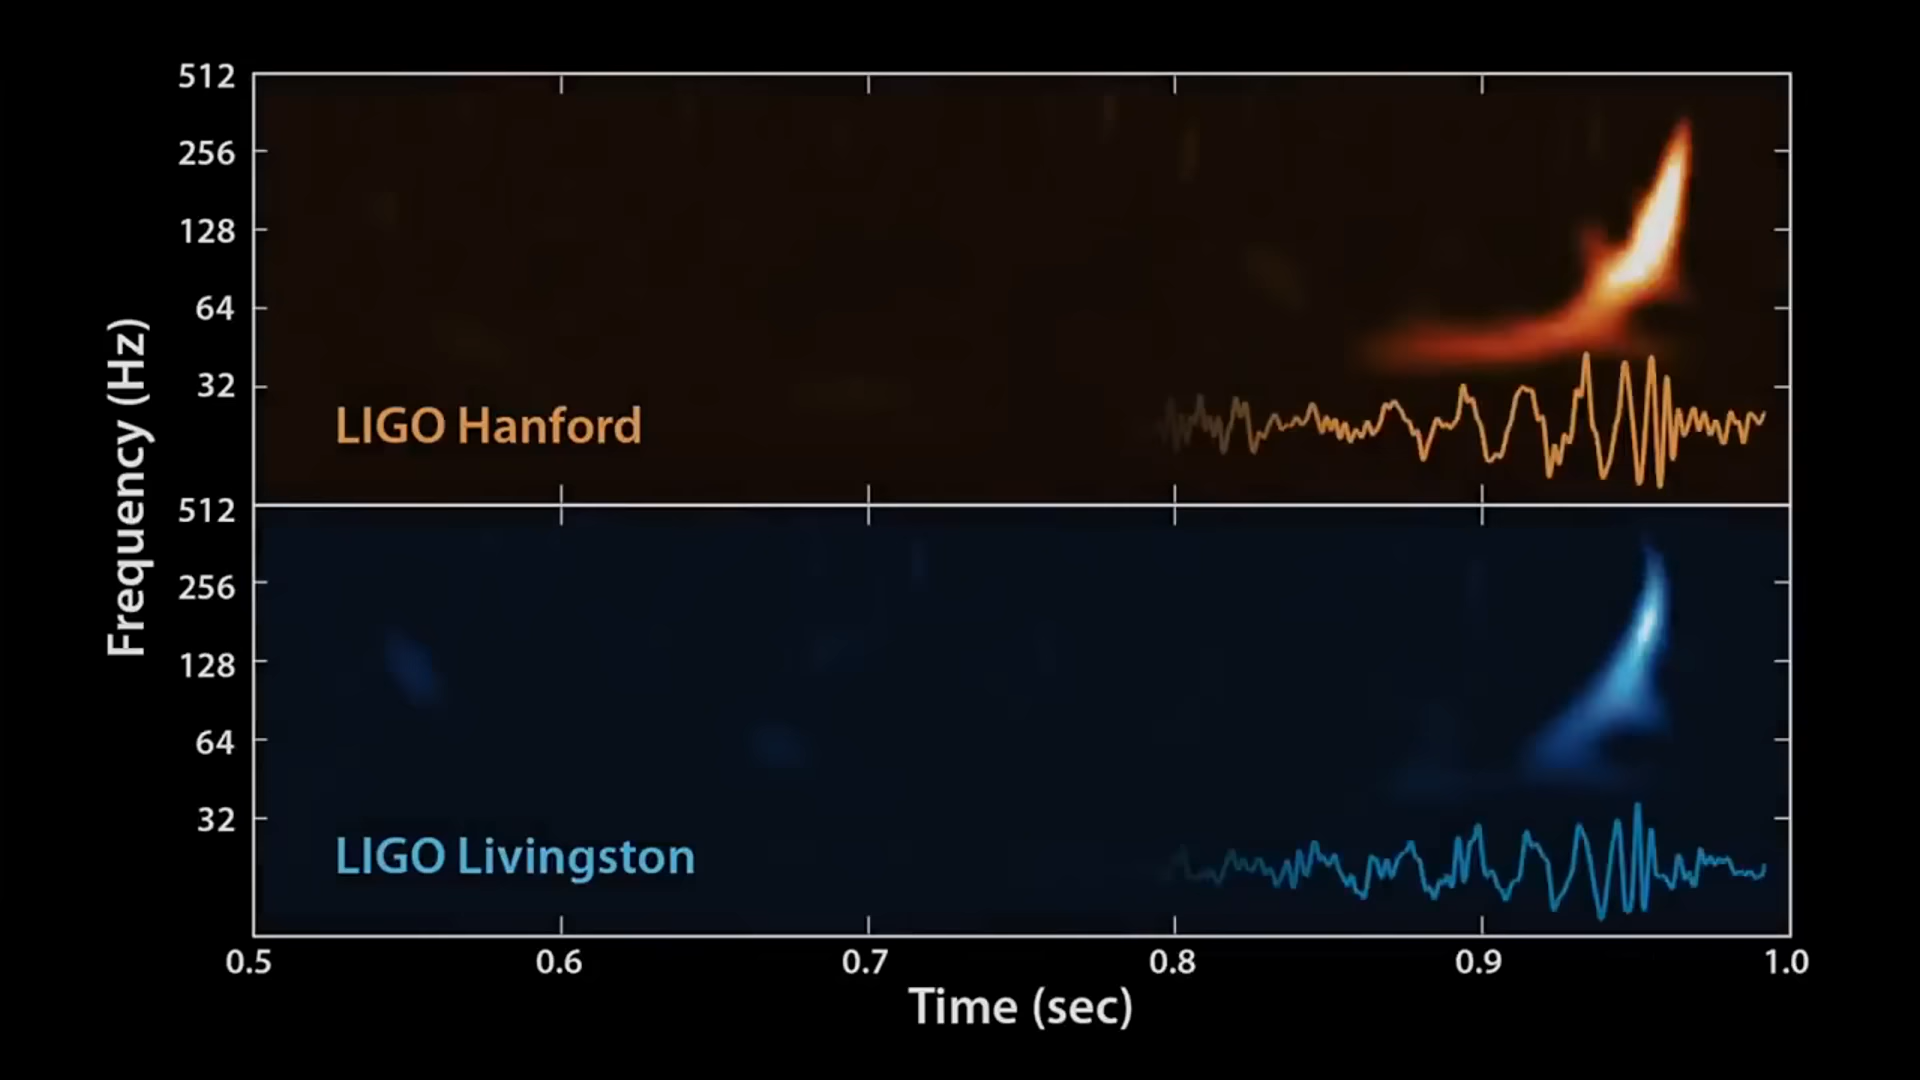 Frequency (Hz)
512
256
128
64
32
LIGO Hanford
512
256
128
64
32
LIGO Livingston
0.5 0.6 0.7 0.8 0.9 1.0
Time (sec)